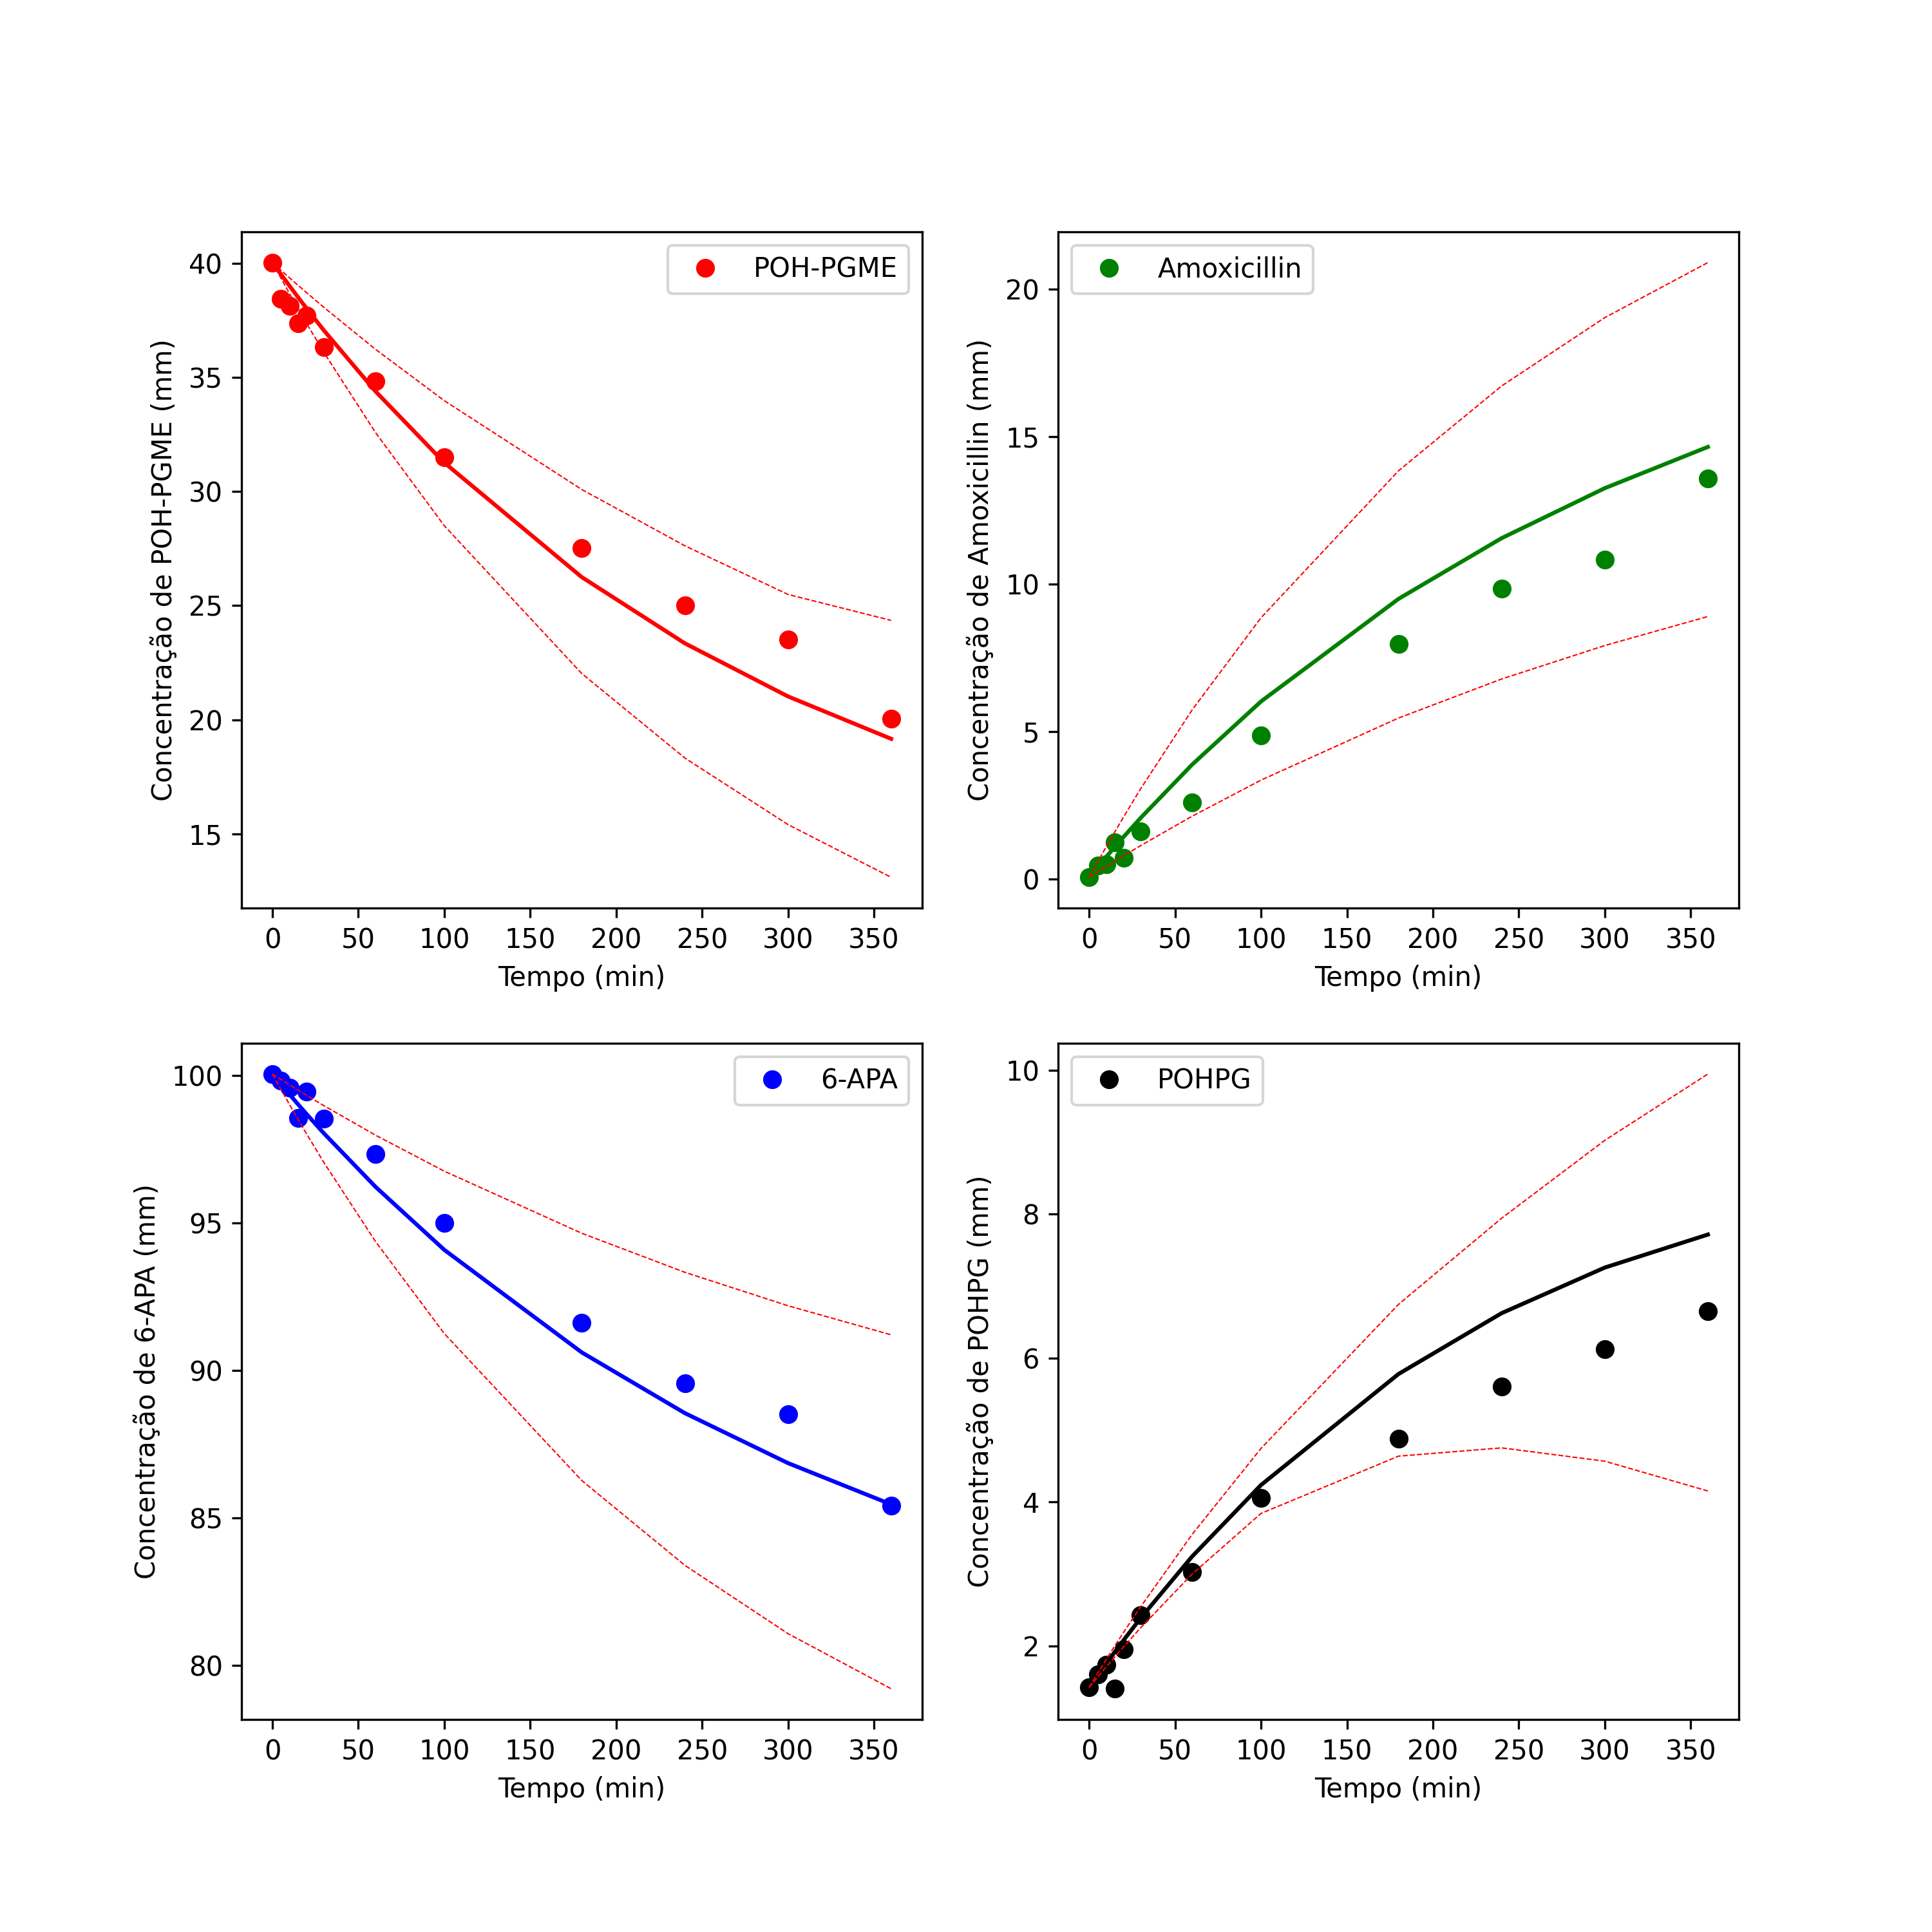 POH-PGME
Concentração de POH-PGME (mm)
40
35
30
25
20
15
0 50 100 150 200 250 300 350
Tempo (min)
Amoxicillin
Concentração de Amoxicillin (mm)
20
15
10
5
0
0 50 100 150 200 250 300 350
Tempo (min)
6-APA
Concentração de 6-APA (mm)
100
95
90
85
80
0 50 100 150 200 250 300 350
Tempo (min)
POHPG
Concentração de POHPG (mm)
10
8
6
4
2
0 50 100 150 200 250 300 350
Tempo (min)